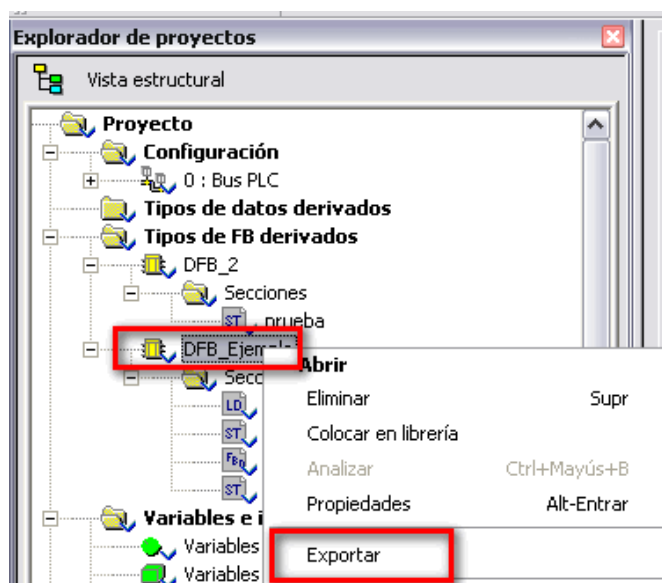 Explorador de proyectos
Vista estructural
Proyecto
Configuración
0 : Bus PLC
Tipos de datos derivados
Tipos de FB derivados
DFB_2
Secciones
ST prueba
DFB_Ejemplo
Abrir
Secc
LD
Eliminar Supr
ST
Colocar en librería
FBD
Analizar Ctrl+Mayús+B
ST
Propiedades Alt-Entrar
Variables e i
Variables
Exportar
Variables